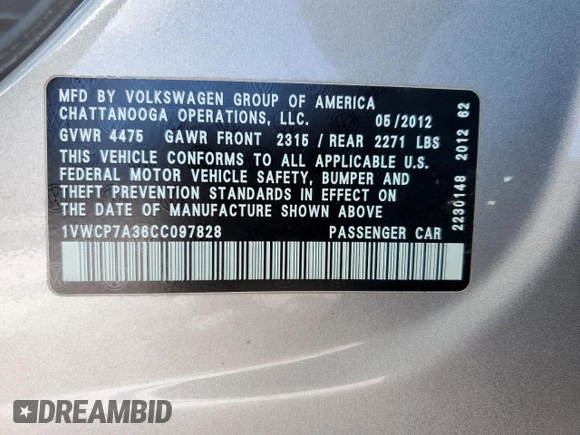 MFD BY VOLKSWAGEN GROUP OF AMERICA
CHATTANOOGA OPERATIONS, LLC. 05/2012
GVWR 4475 GAWR FRONT 2315 / REAR 2271 LBS
THIS VEHICLE CONFORMS TO ALL APPLICABLE U.S.
FEDERAL MOTOR VEHICLE SAFETY, BUMPER AND
THEFT PREVENTION STANDARDS IN EFFECT ON
THE DATE OF MANUFACTURE SHOWN ABOVE.
1VWCP7A36CC097828 PASSENGER CAR
2230148 2012 62
DREAMBID